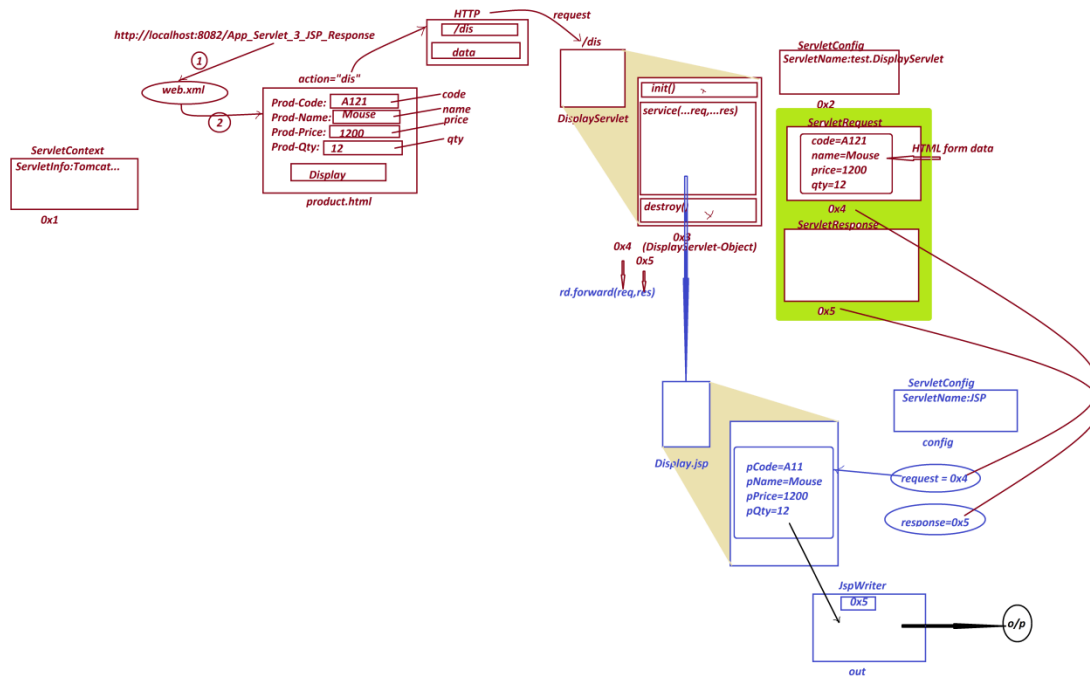 HTTP
request
/dis
data
http://localhost:8082/App_Servlet_3_JSP_Response
1
web.xml
2
action="dis"
Prod-Code: A121
code
Prod-Name: Mouse
name
Prod-Price: 1200
price
Prod-Qty: 12
qty
Display
product.html
ServletContext
ServletInfo:Tomcat...
0x1
/dis
DisplayServlet
init()
service(...req,...res)
destroy()
0x3
(DisplayServlet-Object)
0x4
0x5
rd.forward(req,res)
ServletConfig
ServletName:test.DisplayServlet
0x2
ServletRequest
code=A121
name=Mouse
price=1200
qty=12
HTML form data
0x4
ServletResponse
0x5
Display.jsp
pCode=A11
pName=Mouse
pPrice=1200
pQty=12
ServletConfig
ServletName:JSP
config
request = 0x4
response=0x5
JspWriter
0x5
out
o/p